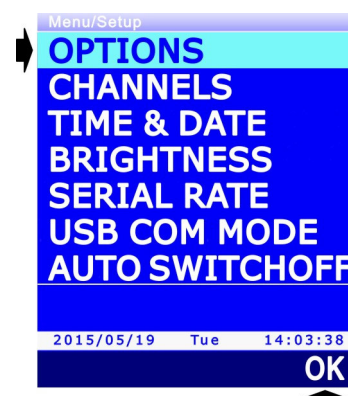 Menu/Setup
OPTIONS
CHANNELS
TIME & DATE
BRIGHTNESS
SERIAL RATE
USB COM MODE
AUTO SWITCHOFF
2015/05/19 Tue 14:03:38
OK